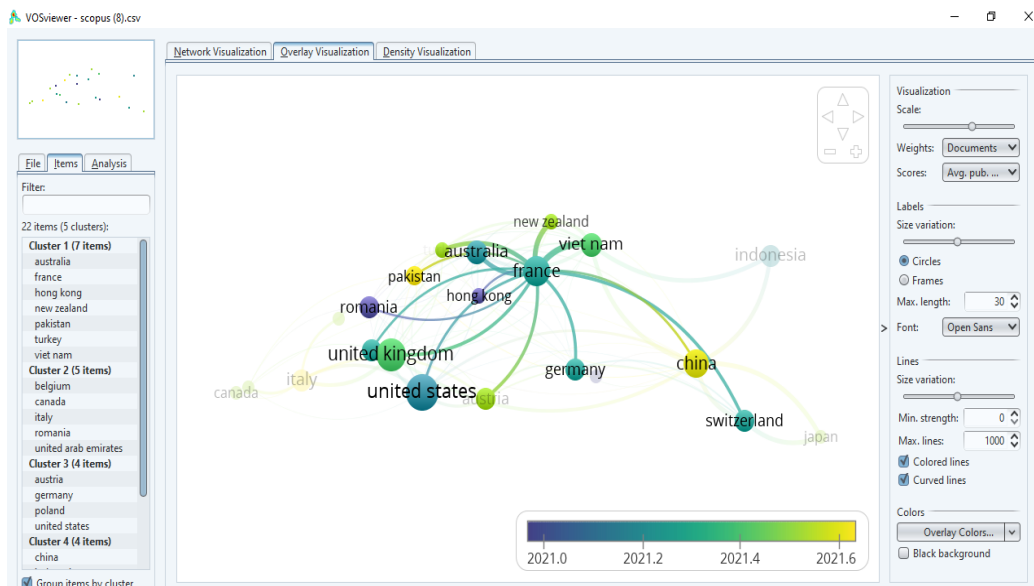 VOSviewer - scopus (8).csv
Network Visualization
Overlay Visualization
Density Visualization
File
Items
Analysis
Filter:
22 items (5 clusters):
Cluster 1 (7 items)
australia
france
hong kong
new zealand
pakistan
turkey
viet nam
Cluster 2 (5 items)
belgium
canada
italy
romania
united arab emirates
Cluster 3 (4 items)
austria
germany
poland
united states
Cluster 4 (4 items)
china
Group items by cluster
new zealand
viet nam
australia
indonesia
france
pakistan
hong kong
romania
united kingdom
germany
china
italy
canada
united states
austria
switzerland
japan
2021.0
2021.2
2021.4
2021.6
Visualization
Scale:
Weights: Documents
Scores: Avg. pub. ...
Labels
Size variation:
Circles
Frames
Max. length: 30
Font: Open Sans
Lines
Size variation:
Min. strength: 0
Max. lines: 1000
Colored lines
Curved lines
Colors
Overlay Colors...
Black background